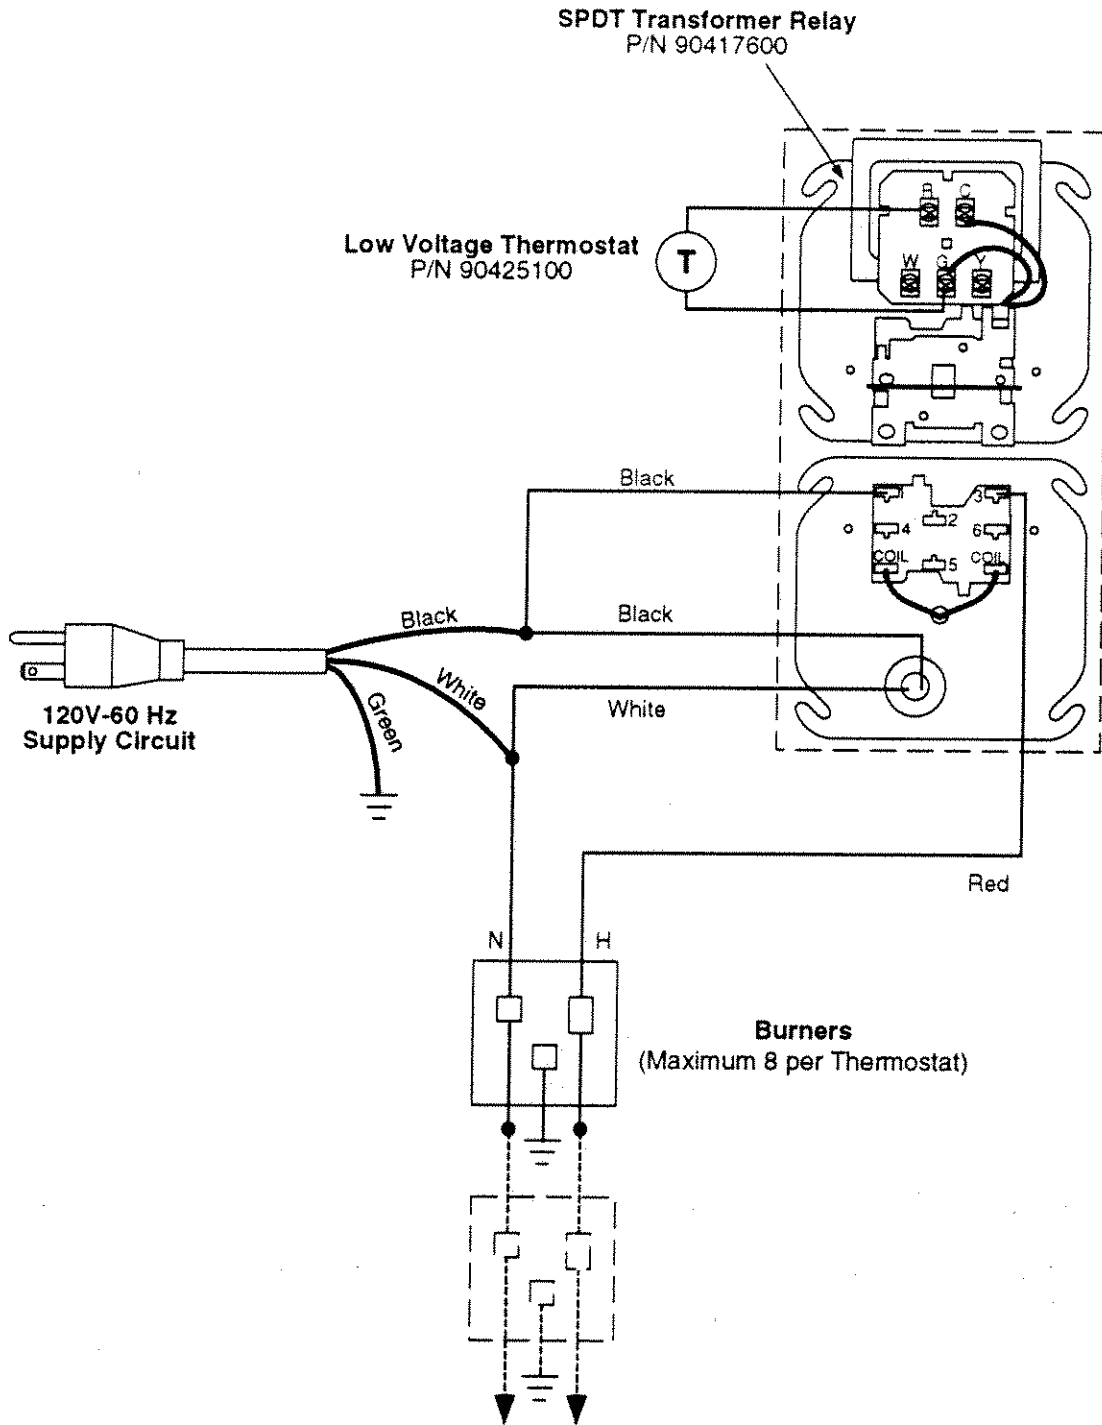 SPDT Transformer Relay
P/N 90417600
R C
Low Voltage Thermostat
P/N 90425100
T
W G Y
Black
1 3
2
4 6
COIL 5 COIL
Black
Black
White
White
Green
120V-60 Hz
Supply Circuit
Red
N H
Burners
(Maximum 8 per Thermostat)